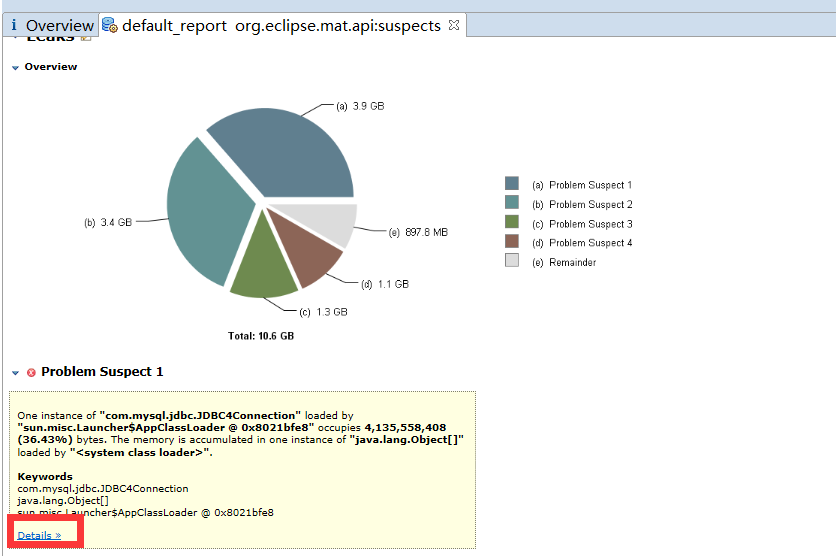 i Overview
default_report org.eclipse.mat.api:suspects
Leaks
Overview
(a) 3.9 GB
(b) 3.4 GB
(e) 897.8 MB
(d) 1.1 GB
(c) 1.3 GB
Total: 10.6 GB
(a) Problem Suspect 1
(b) Problem Suspect 2
(c) Problem Suspect 3
(d) Problem Suspect 4
(e) Remainder
Problem Suspect 1
One instance of "com.mysql.jdbc.JDBC4Connection" loaded by
"sun.misc.Launcher$AppClassLoader @ 0x8021bfe8" occupies 4,135,558,408
(36.43%) bytes. The memory is accumulated in one instance of "java.lang.Object[]"
loaded by "<system class loader>".
Keywords
com.mysql.jdbc.JDBC4Connection
java.lang.Object[]
sun.misc.Launcher$AppClassLoader @ 0x8021bfe8
Details »